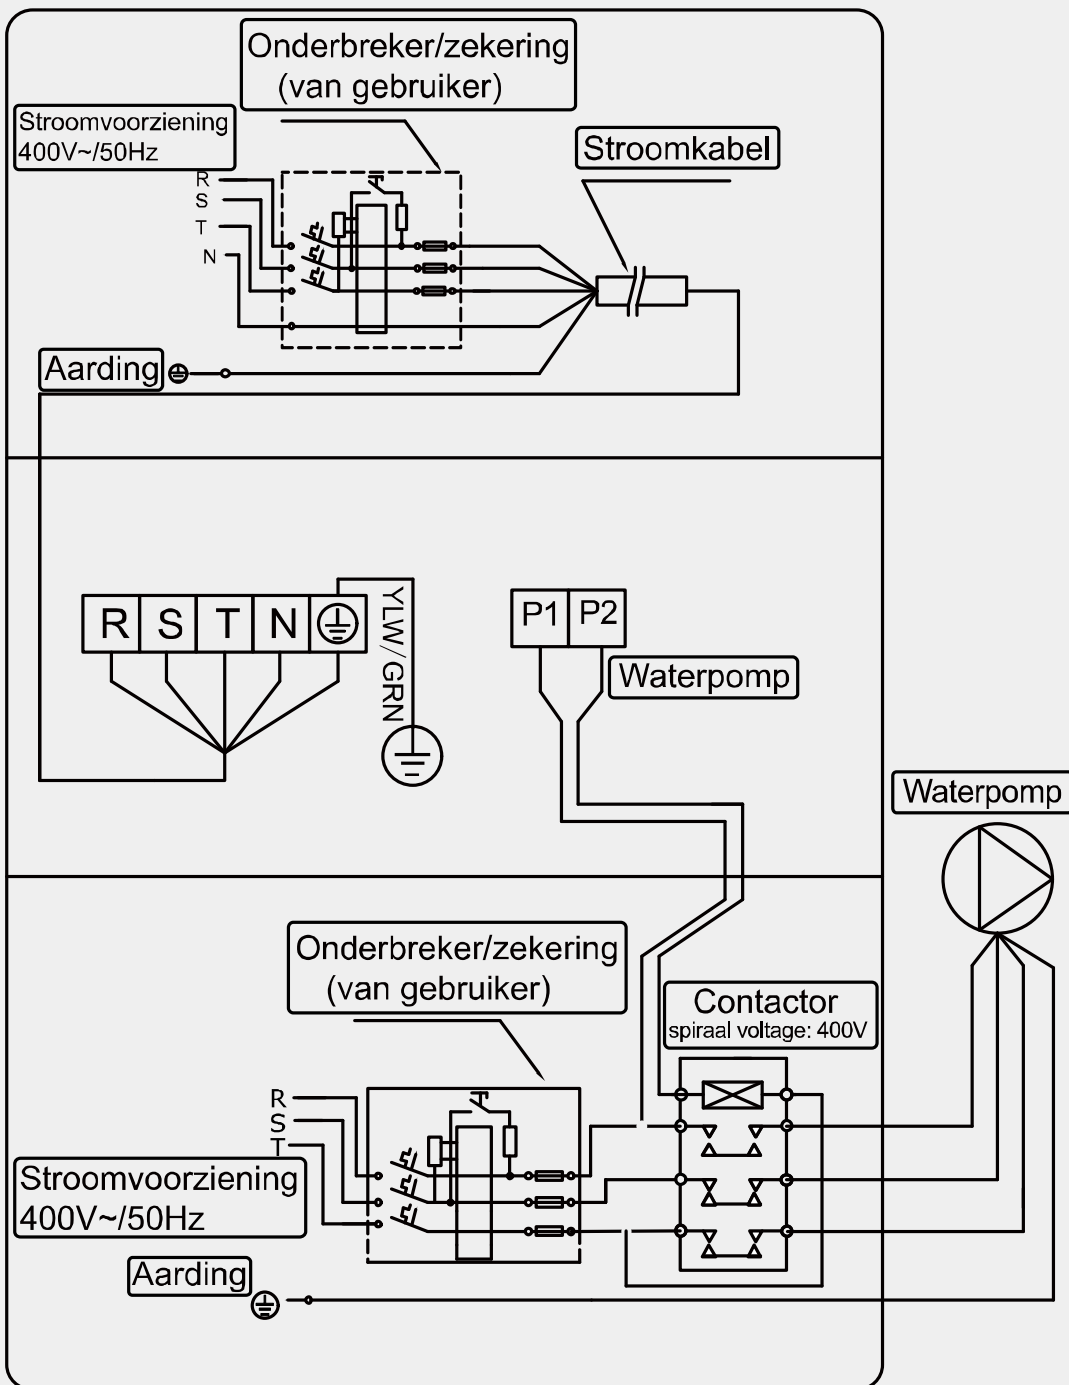 Onderbreker/zekering
(van gebruiker)
Stroomvoorziening
400V~/50Hz
Stroomkabel
R
S
T
N
Aarding
R S T N
YLW/GRN
P1 P2
Waterpomp
Waterpomp
Onderbreker/zekering
(van gebruiker)
Contactor
spiraal voltage: 400V
R
S
T
Stroomvoorziening
400V~/50Hz
Aarding